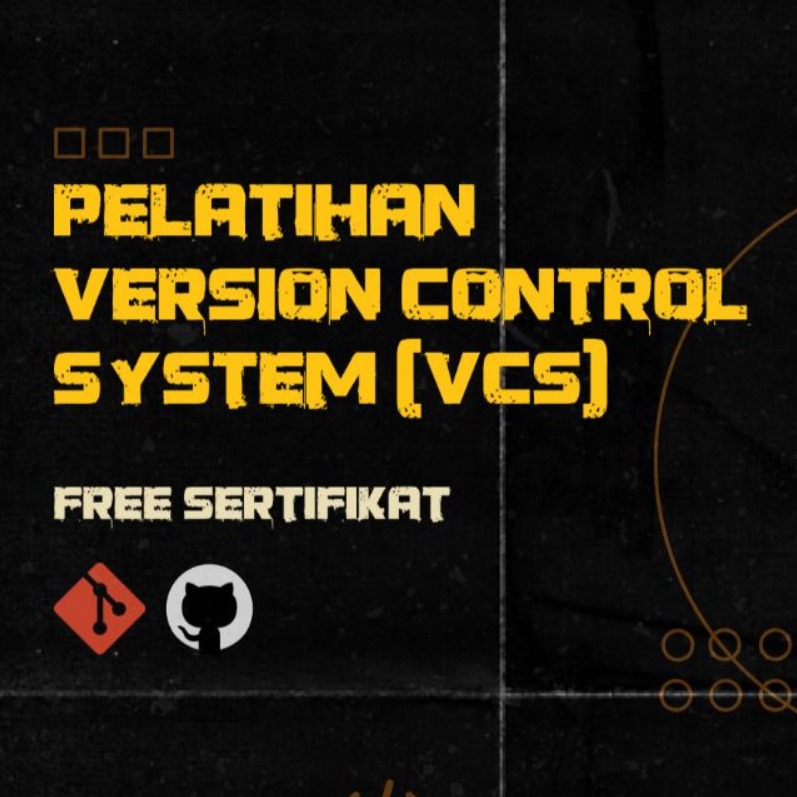 PELATIHAN
VERSION CONTROL
SYSTEM (VCS)
FREE SERTIFIKAT